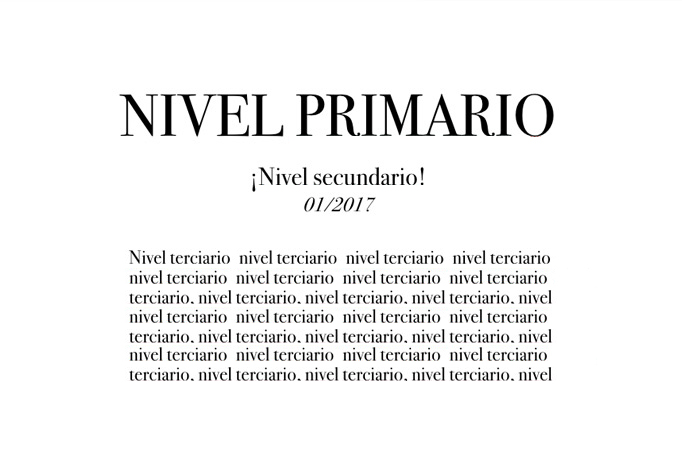 NIVEL PRIMARIO
¡Nivel secundario!
01/2017
Nivel terciario nivel terciario nivel terciario nivel terciario
nivel terciario nivel terciario nivel terciario nivel terciario
terciario, nivel terciario, nivel terciario, nivel terciario, nivel
nivel terciario nivel terciario nivel terciario nivel terciario
terciario, nivel terciario, nivel terciario, nivel terciario, nivel
nivel terciario nivel terciario nivel terciario nivel terciario
terciario, nivel terciario, nivel terciario, nivel terciario, nivel